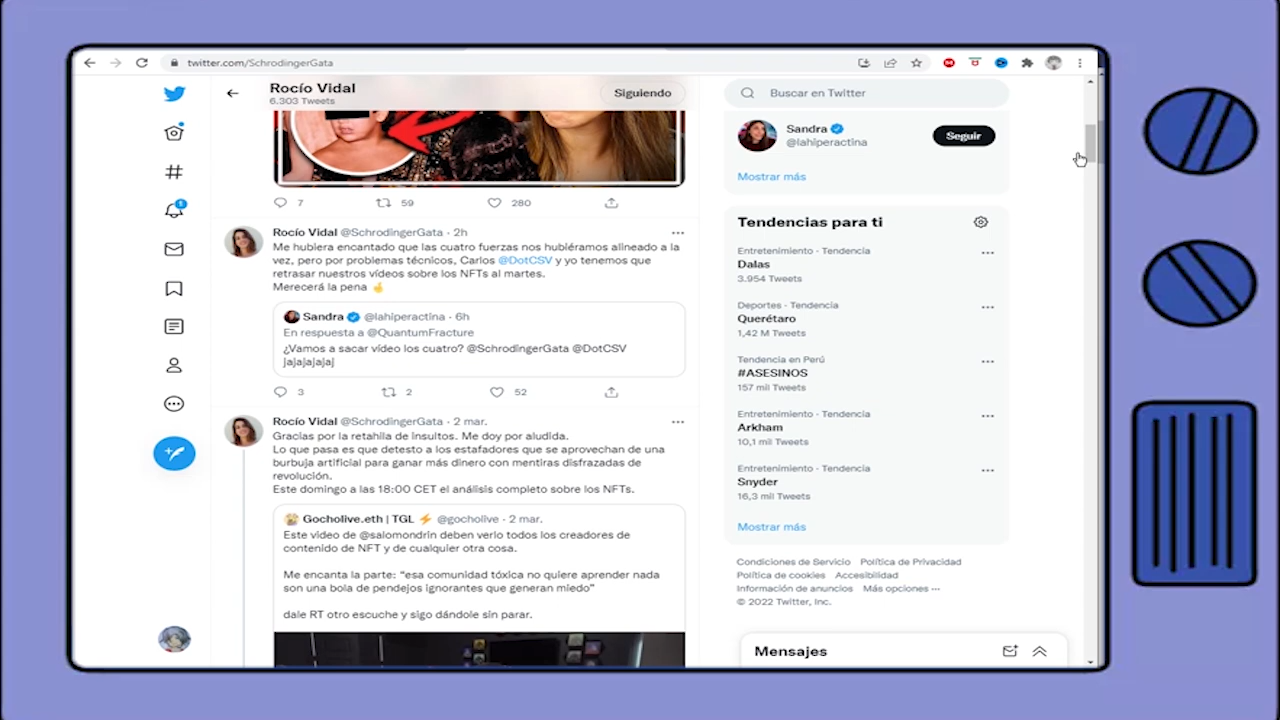 twitter.com/SchrodingerGata
Rocío Vidal
6.303 Tweets
Siguiendo
7
59
280
Rocío Vidal @SchrodingerGata · 2h
Me hubiera encantado que las cuatro fuerzas nos hubiéramos alineado a la
vez, pero por problemas técnicos, Carlos @DotCSV y yo tenemos que
retrasar nuestros vídeos sobre los NFTs al martes.
Merecerá la pena
Sandra @lahiperactina · 6h
En respuesta a @QuantumFracture
¿Vamos a sacar vídeo los cuatro? @SchrodingerGata @DotCSV
jajajajajaj
3
2
52
Rocío Vidal @SchrodingerGata · 2 mar.
Gracias por la retahíla de insultos. Me doy por aludida.
Lo que pasa es que detesto a los estafadores que se aprovechan de una
burbuja artificial para ganar más dinero con mentiras disfrazadas de
revolución.
Este domingo a las 18:00 CET el análisis completo sobre los NFTs.
Gocholive.eth | TGL ⚡ @gocholive · 2 mar.
Este video de @salomondrin deben verlo todos los creadores de
contenido de NFT y de cualquier otra cosa.
Me encanta la parte: “esa comunidad tóxica no quiere aprender nada
son una bola de pendejos ignorantes que generan miedo”
dale RT otro escuche y sigo dándole sin parar.
1
Buscar en Twitter
Sandra
@lahiperactina
Seguir
Mostrar más
Tendencias para ti
Entretenimiento · Tendencia
Dalas
3.954 Tweets
Deportes · Tendencia
Querétaro
1,42 M Tweets
Tendencia en Perú
#ASESINOS
157 mil Tweets
Entretenimiento · Tendencia
Arkham
10,1 mil Tweets
Entretenimiento · Tendencia
Snyder
16,3 mil Tweets
Mostrar más
Condiciones de Servicio Política de Privacidad
Política de cookies Accesibilidad
Información de anuncios Más opciones ···
© 2022 Twitter, Inc.
Mensajes